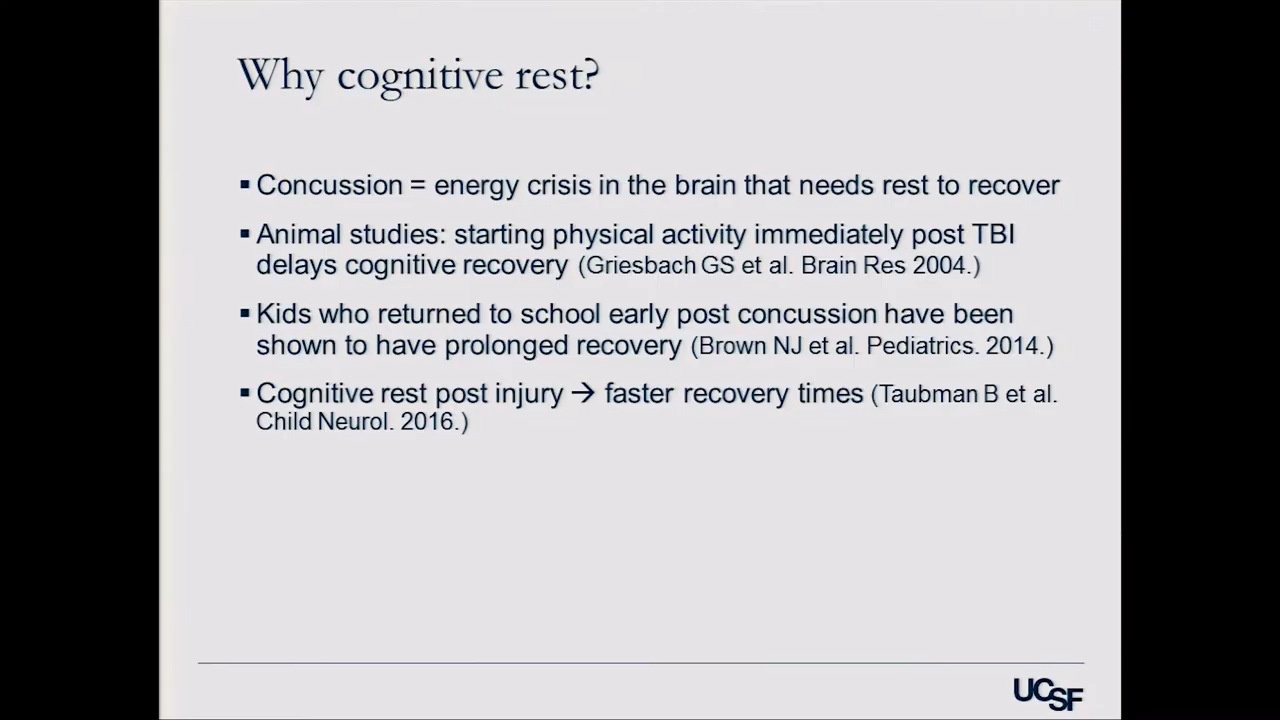 Why cognitive rest?
▪ Concussion = energy crisis in the brain that needs rest to recover
▪ Animal studies: starting physical activity immediately post TBI
delays cognitive recovery (Griesbach GS et al. Brain Res 2004.)
▪ Kids who returned to school early post concussion have been
shown to have prolonged recovery (Brown NJ et al. Pediatrics. 2014.)
▪ Cognitive rest post injury → faster recovery times (Taubman B et al.
Child Neurol. 2016.)
UCSF